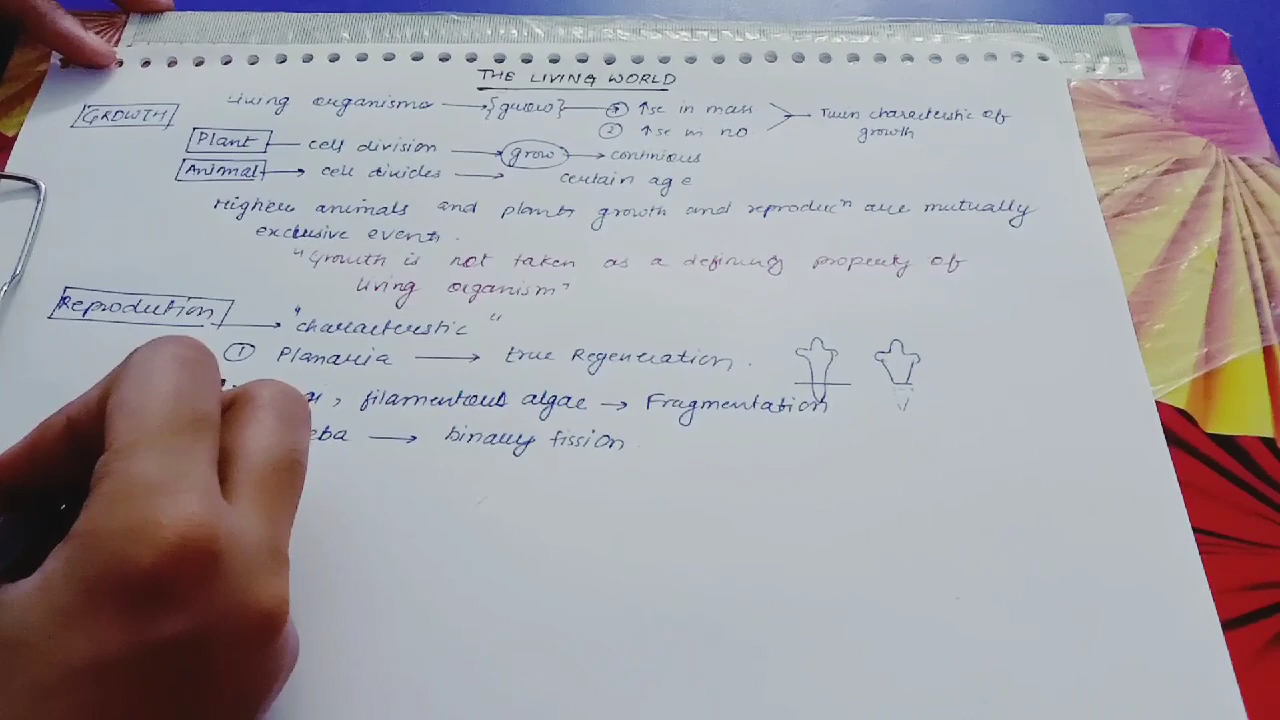 THE LIVING WORLD
GROWTH
Living organisms → {grow} → ① ↑se in mass
② ↑se in no
Twin characterstic of
growth
Plant — cell division → grow → continious
Animal → cell divides → certain age
Higher animals and plants growth and reproducⁿ are mutually
exclusive events.
"Growth is not taken as a defining property of
living organism"
Reprodution → "characteristic"
① Planaria → true Regeneration.
, filamentous algae → Fragmentation
→ binary fission